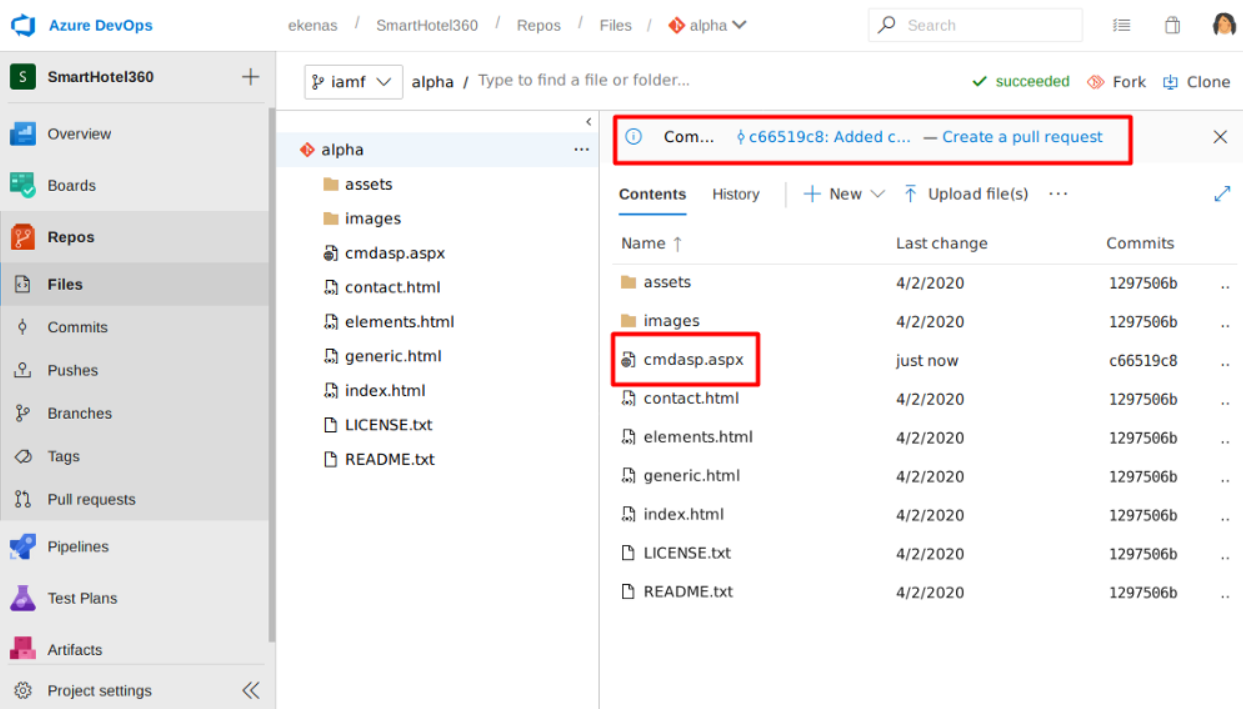 Azure DevOps
ekenas / SmartHotel360 / Repos / Files / alpha
Search
S SmartHotel360
iamf
alpha / Type to find a file or folder...
succeeded
Fork
Clone
Overview
Boards
Repos
Files
Commits
Pushes
Branches
Tags
Pull requests
Pipelines
Test Plans
Artifacts
Project settings
alpha ...
assets
images
cmdasp.aspx
contact.html
elements.html
generic.html
index.html
LICENSE.txt
README.txt
Com... c66519c8: Added c... — Create a pull request
Contents History New Upload file(s) ...
Name ↑ Last change Commits
assets 4/2/2020 1297506b ..
images 4/2/2020 1297506b ..
cmdasp.aspx just now c66519c8 ..
contact.html 4/2/2020 1297506b ..
elements.html 4/2/2020 1297506b ..
generic.html 4/2/2020 1297506b ..
index.html 4/2/2020 1297506b ..
LICENSE.txt 4/2/2020 1297506b ..
README.txt 4/2/2020 1297506b ..